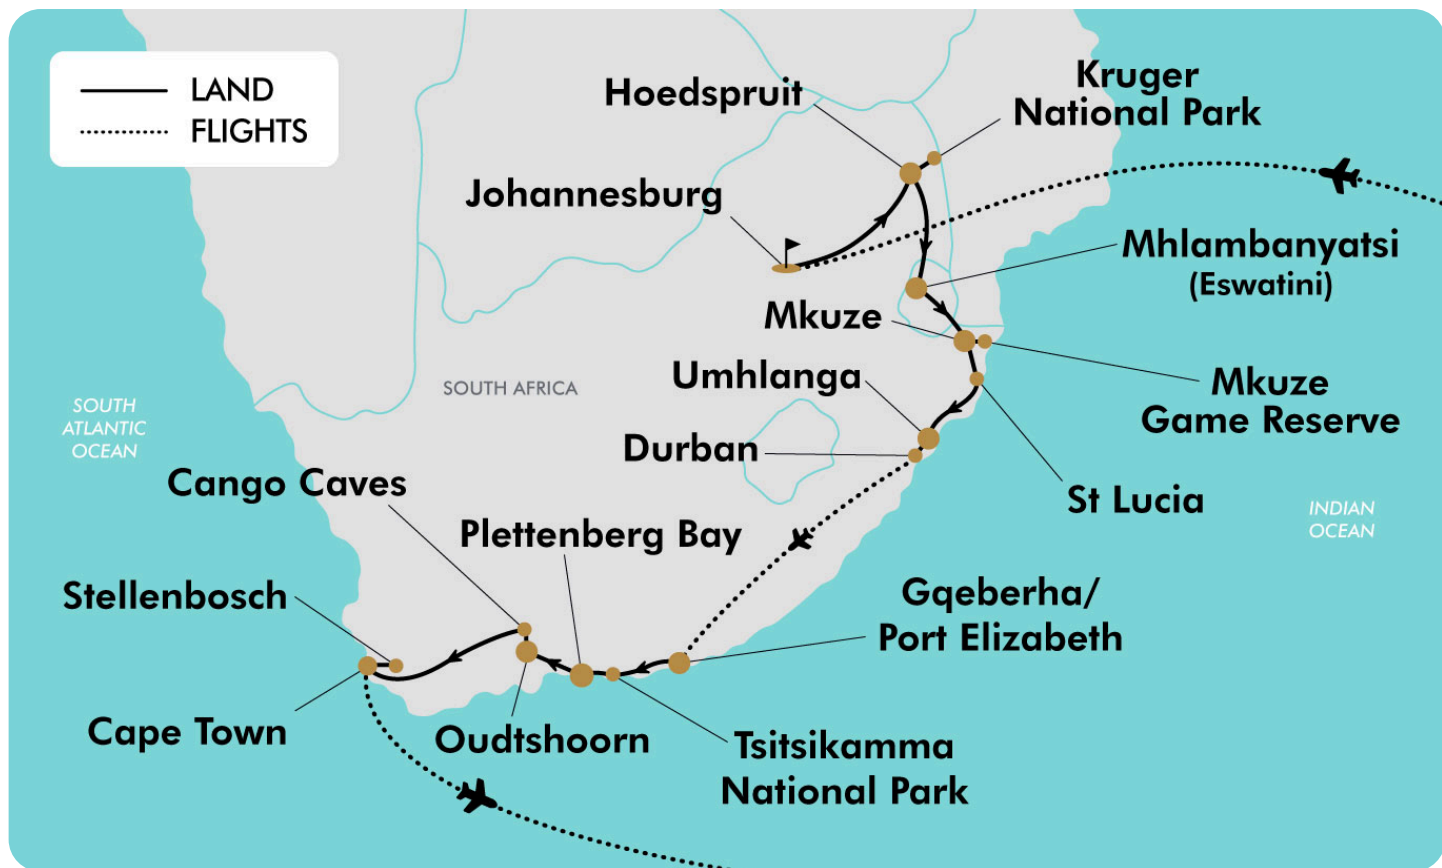 LAND
FLIGHTS
Hoedspruit
Kruger
National Park
Johannesburg
Mhlambanyatsi
(Eswatini)
Mkuze
Umhlanga
Mkuze
Game Reserve
SOUTH AFRICA
SOUTH
ATLANTIC
OCEAN
Durban
Cango Caves
St Lucia
INDIAN
OCEAN
Plettenberg Bay
Stellenbosch
Gqeberha/
Port Elizabeth
Cape Town
Oudtshoorn
Tsitsikamma
National Park